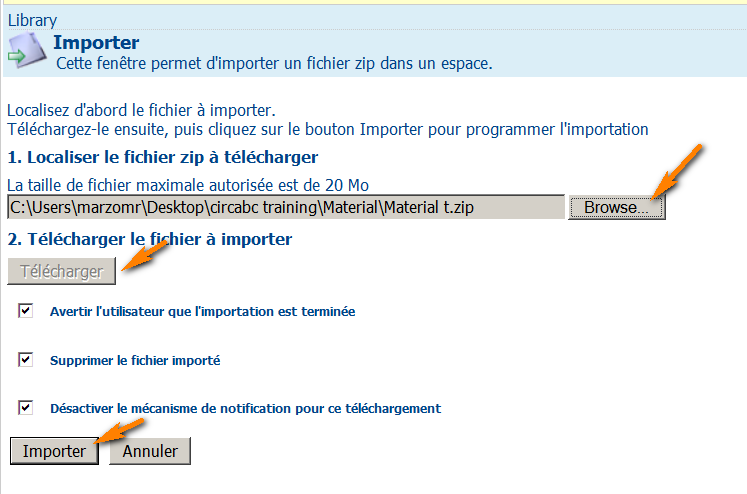 Library
Importer
Cette fenêtre permet d'importer un fichier zip dans un espace.
Localisez d'abord le fichier à importer.
Téléchargez-le ensuite, puis cliquez sur le bouton Importer pour programmer l'importation
1. Localiser le fichier zip à télécharger
La taille de fichier maximale autorisée est de 20 Mo
C:\Users\marzomr\Desktop\circabc training\Material\Material t.zip Browse...
2. Télécharger le fichier à importer
Télécharger
Avertir l'utilisateur que l'importation est terminée
Supprimer le fichier importé
Désactiver le mécanisme de notification pour ce téléchargement
Importer Annuler